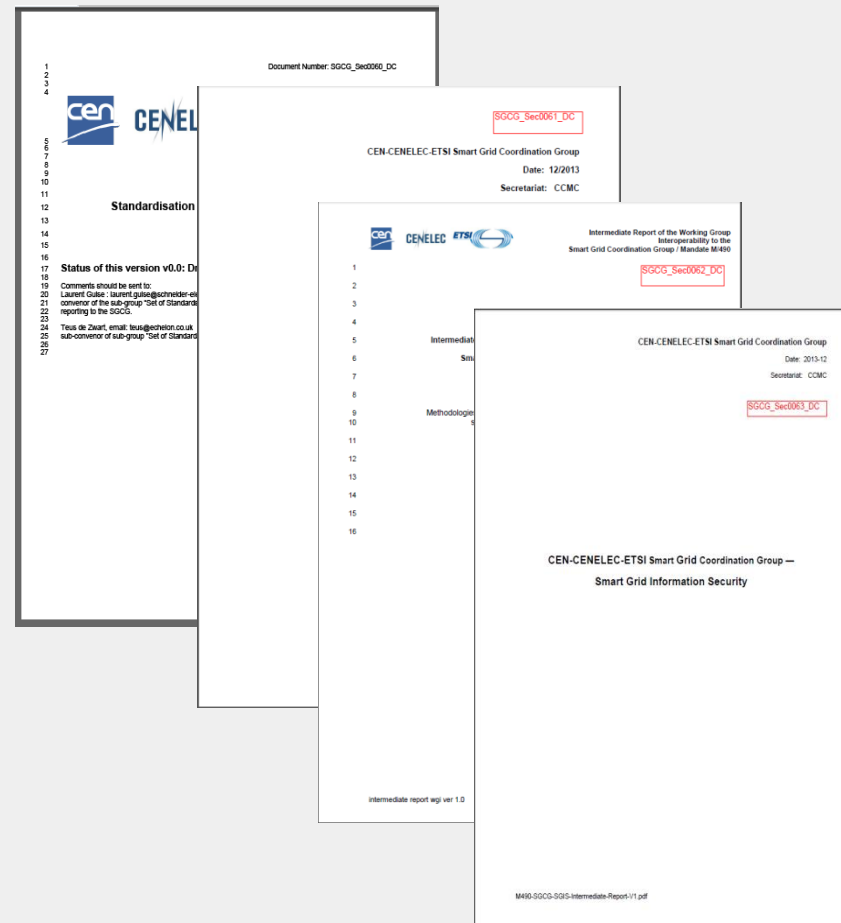 Document Number: SGCG_Sec0060_DC
1
2
3
4
cen CENEL
5
6
7
8
9
10
11
12 Standardisation
13
14
15
16
17 Status of this version v0.0: Dr
18
19 Comments should be sent to:
20 Laurent Guise : laurent.guise@schneider-el
21 convenor of the sub-group "Set of Standards
22 reporting to the SGCG.
23
24 Teus de Zwart, email: teus@echelon.co.uk
25 sub-convenor of sub-group "Set of Standard
26
27
SGCG_Sec0061_DC
CEN-CENELEC-ETSI Smart Grid Coordination Group
Date: 12/2013
Secretariat: CCMC
cen CENELEC ETSI
Intermediate Report of the Working Group
Interoperability to the
Smart Grid Coordination Group / Mandate M/490
SGCG_Sec0062_DC
1
2
3
4
5 Intermediat
6 Sma
7
8
9 Methodologie
10 s
11
12
13
14
15
16
intermediate report wgi ver 1.0
CEN-CENELEC-ETSI Smart Grid Coordination Group
Date: 2013-12
Secretariat: CCMC
SGCG_Sec0063_DC
CEN-CENELEC-ETSI Smart Grid Coordination Group —
Smart Grid Information Security
M490-SGCG-SGIS-Intermediate-Report-V1.pdf